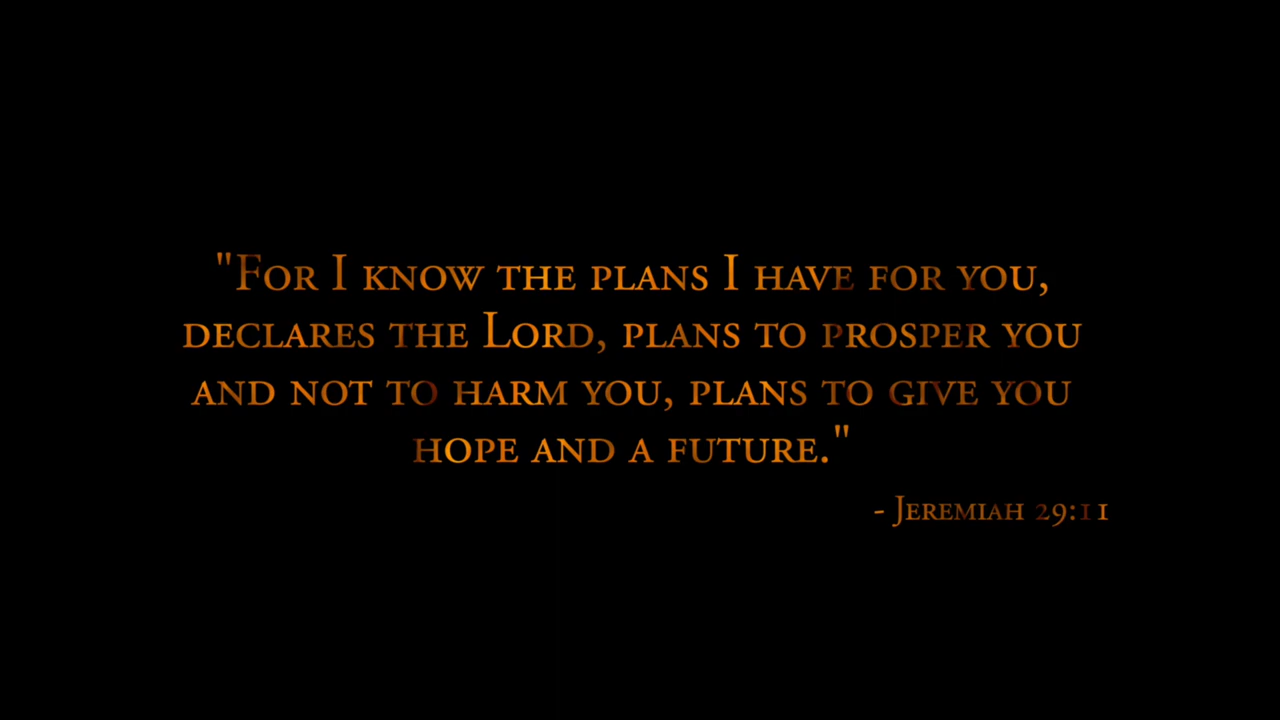 "For I know the plans I have for you,
declares the Lord, plans to prosper you
and not to harm you, plans to give you
hope and a future."
- Jeremiah 29:11